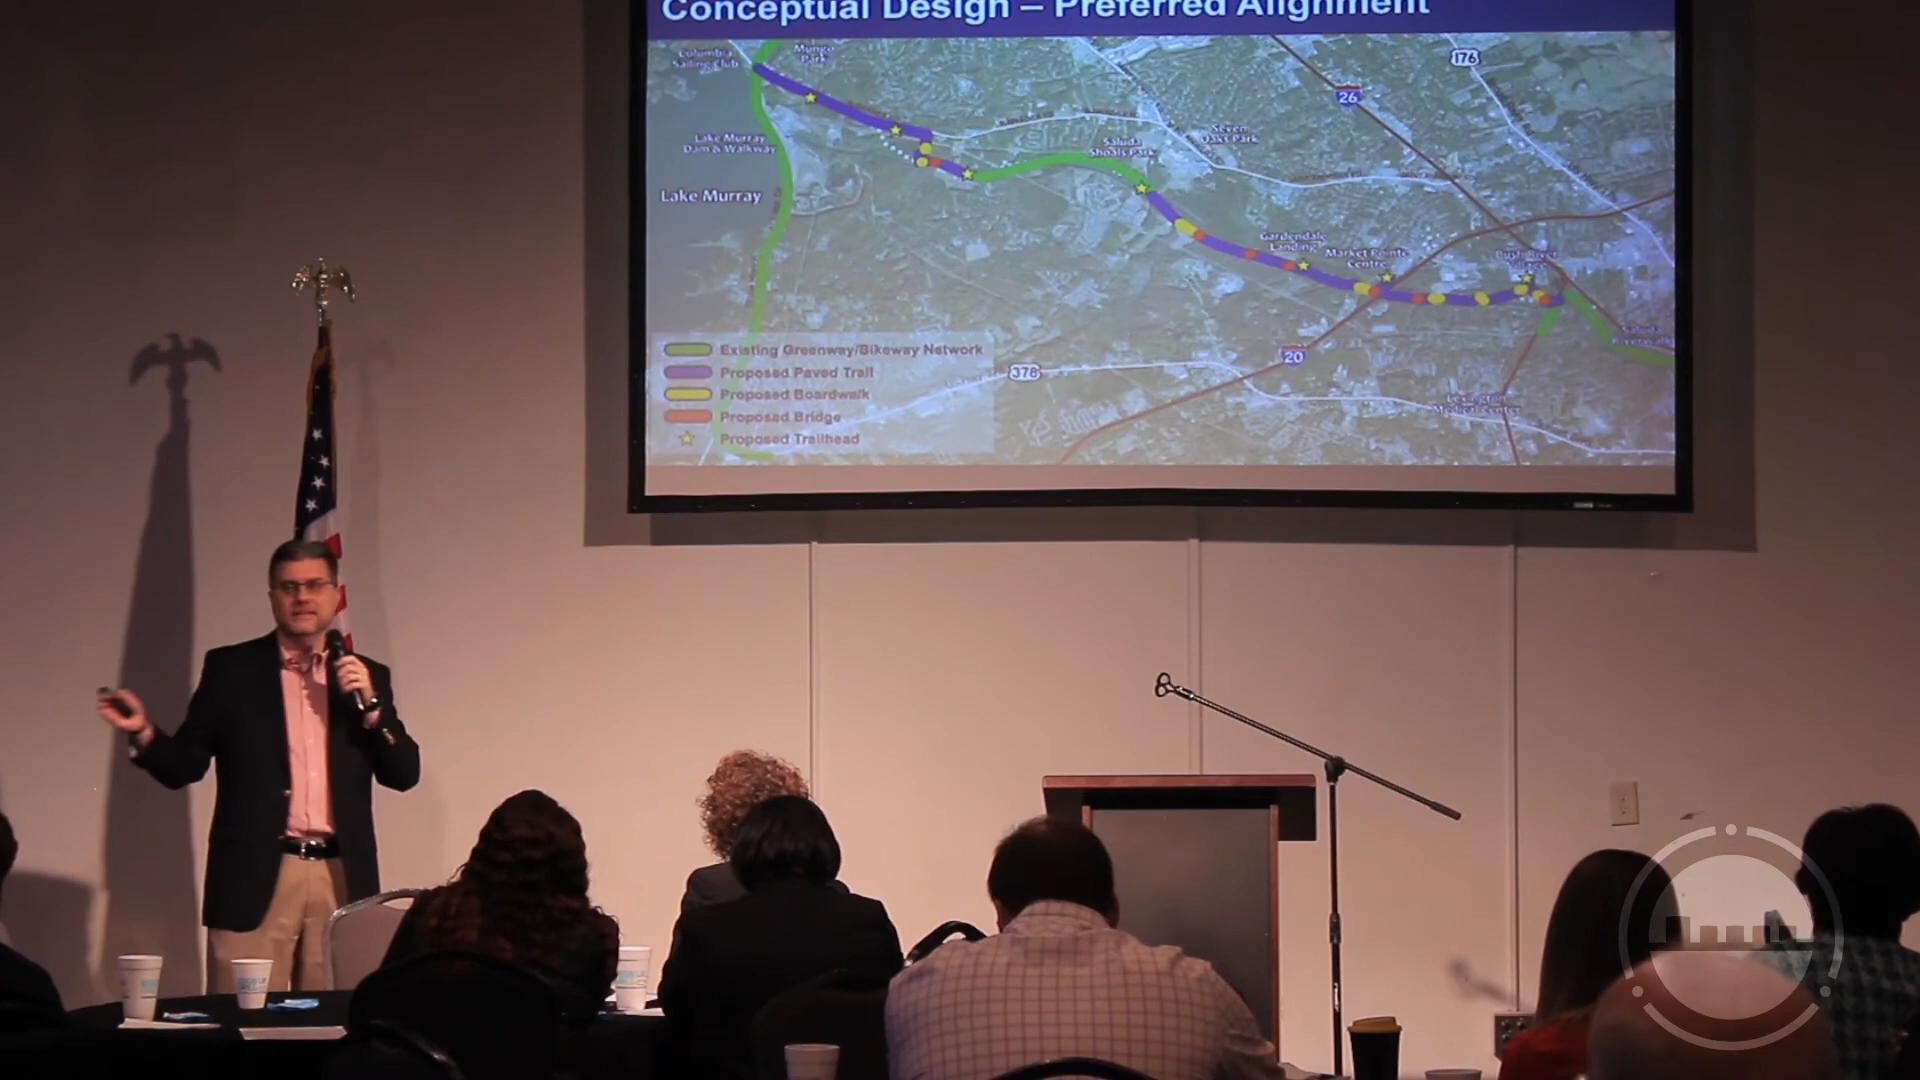 Conceptual Design – Preferred Alignment
Columbia
Sailing Club
Mungo
Park
176
26
Lake Murray
Dam & Walkway
Seven
Oaks Park
Saluda
Shoals Park
Lake Murray
Gardendale
Landing
Market Pointe
Centre
Bush River
Saluda
Riverwalk
Existing Greenway/Bikeway Network
Proposed Paved Trail
Proposed Boardwalk
Proposed Bridge
Proposed Trailhead
378
20
Lexington
Medical Center